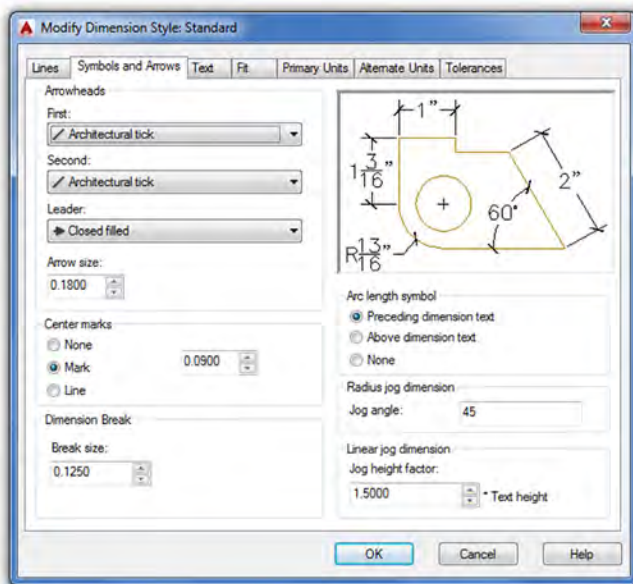 Modify Dimension Style: Standard
Lines Symbols and Arrows Text Fit Primary Units Alternate Units Tolerances
Arrowheads
First:
Architectural tick
Second:
Architectural tick
Leader:
Closed filled
Arrow size:
0.1800
Center marks
None
Mark
0.0900
Line
Dimension Break
Break size:
0.1250
1"
1 3/16"
2"
60°
R 13/16"
Arc length symbol
Preceding dimension text
Above dimension text
None
Radius jog dimension
Jog angle: 45
Linear jog dimension
Jog height factor:
1.5000 * Text height
OK Cancel Help